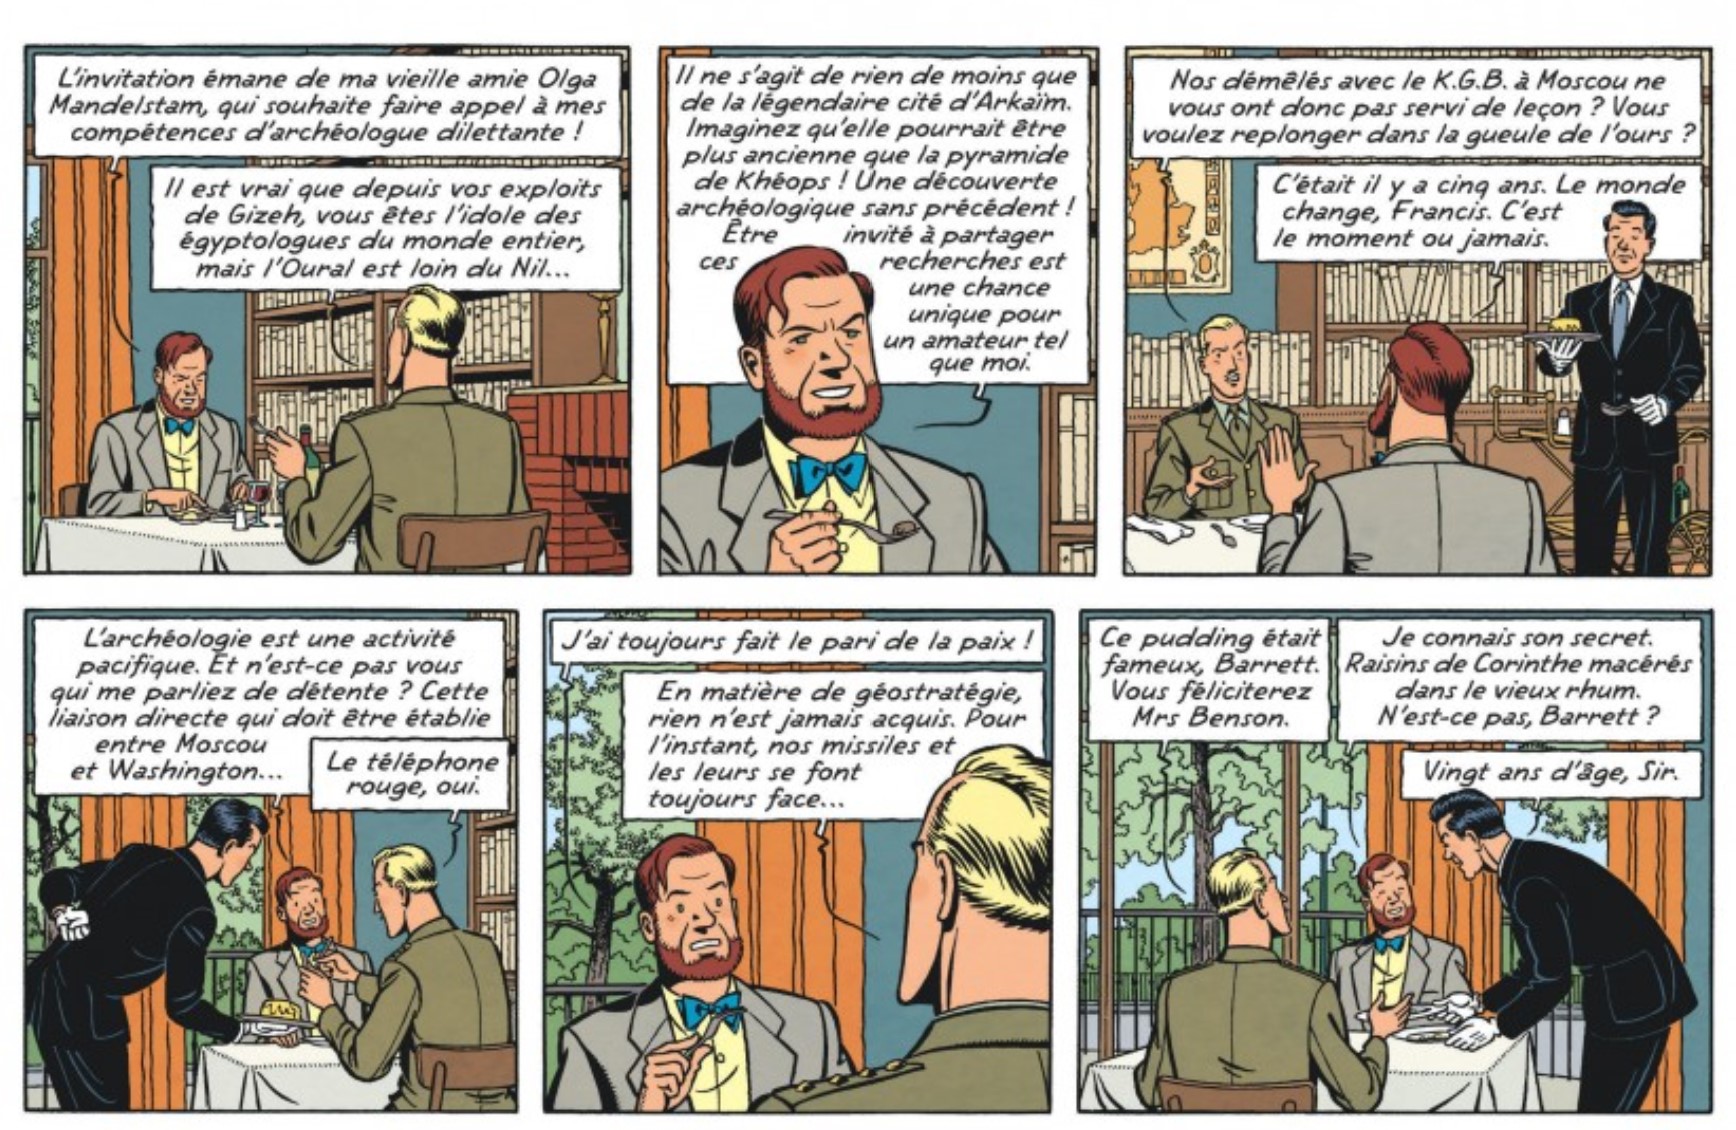 L'invitation émane de ma vieille amie Olga
Mandelstam, qui souhaite faire appel à mes
compétences d'archéologue dilettante !
Il est vrai que depuis vos exploits
de Gizeh, vous êtes l'idole des
égyptologues du monde entier,
mais l'Oural est loin du Nil...
Il ne s'agit de rien de moins que
de la légendaire cité d'Arkaïm.
Imaginez qu'elle pourrait être
plus ancienne que la pyramide
de Khéops ! Une découverte
archéologique sans précédent !
Être invité à partager
ces recherches est
une chance
unique pour
un amateur tel
que moi.
Nos démêlés avec le K.G.B. à Moscou ne
vous ont donc pas servi de leçon ? Vous
voulez replonger dans la gueule de l'ours ?
C'était il y a cinq ans. Le monde
change, Francis. C'est
le moment ou jamais.
L'archéologie est une activité
pacifique. Et n'est-ce pas vous
qui me parliez de détente ? Cette
liaison directe qui doit être établie
entre Moscou
et Washington...
Le téléphone
rouge, oui.
J'ai toujours fait le pari de la paix !
En matière de géostratégie,
rien n'est jamais acquis. Pour
l'instant, nos missiles et
les leurs se font
toujours face...
Ce pudding était
fameux, Barrett.
Vous féliciterez
Mrs Benson.
Je connais son secret.
Raisins de Corinthe macérés
dans le vieux rhum.
N'est-ce pas, Barrett ?
Vingt ans d'âge, Sir.